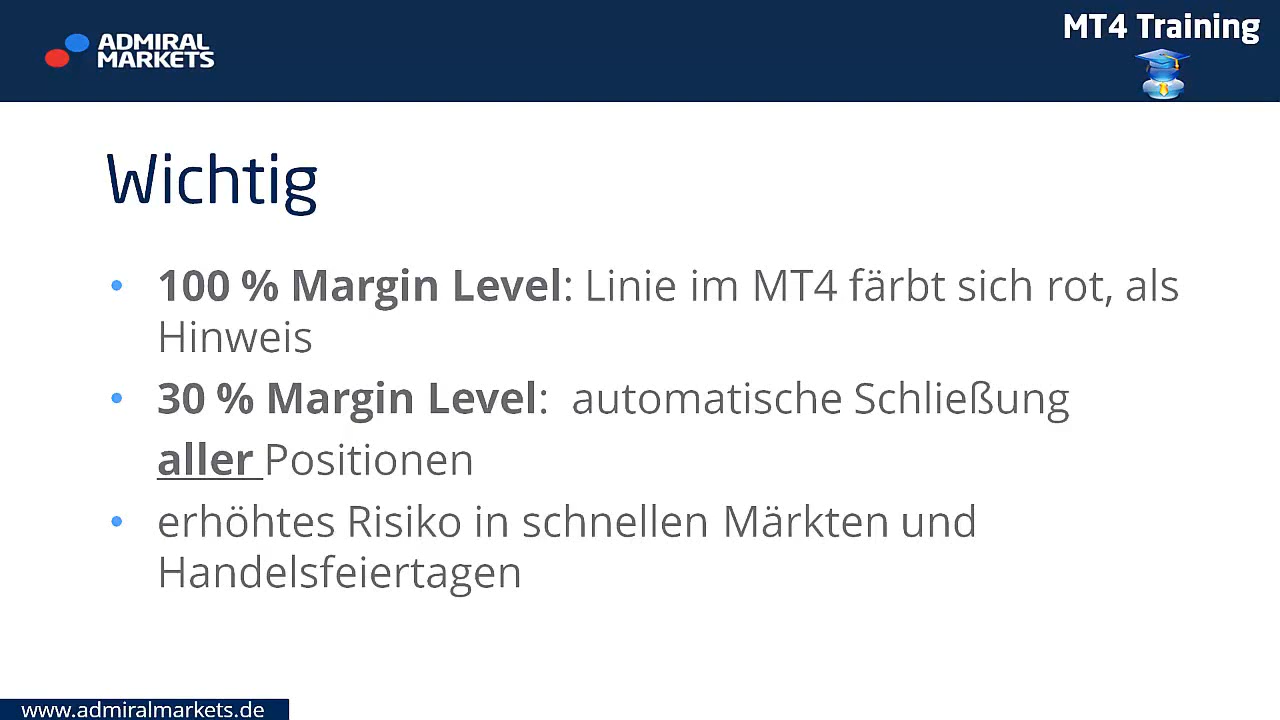 ADMIRAL
MARKETS
MT4 Training
Wichtig
• 100 % Margin Level: Linie im MT4 färbt sich rot, als
Hinweis
• 30 % Margin Level:  automatische Schließung
aller Positionen
• erhöhtes Risiko in schnellen Märkten und
Handelsfeiertagen
www.admiralmarkets.de